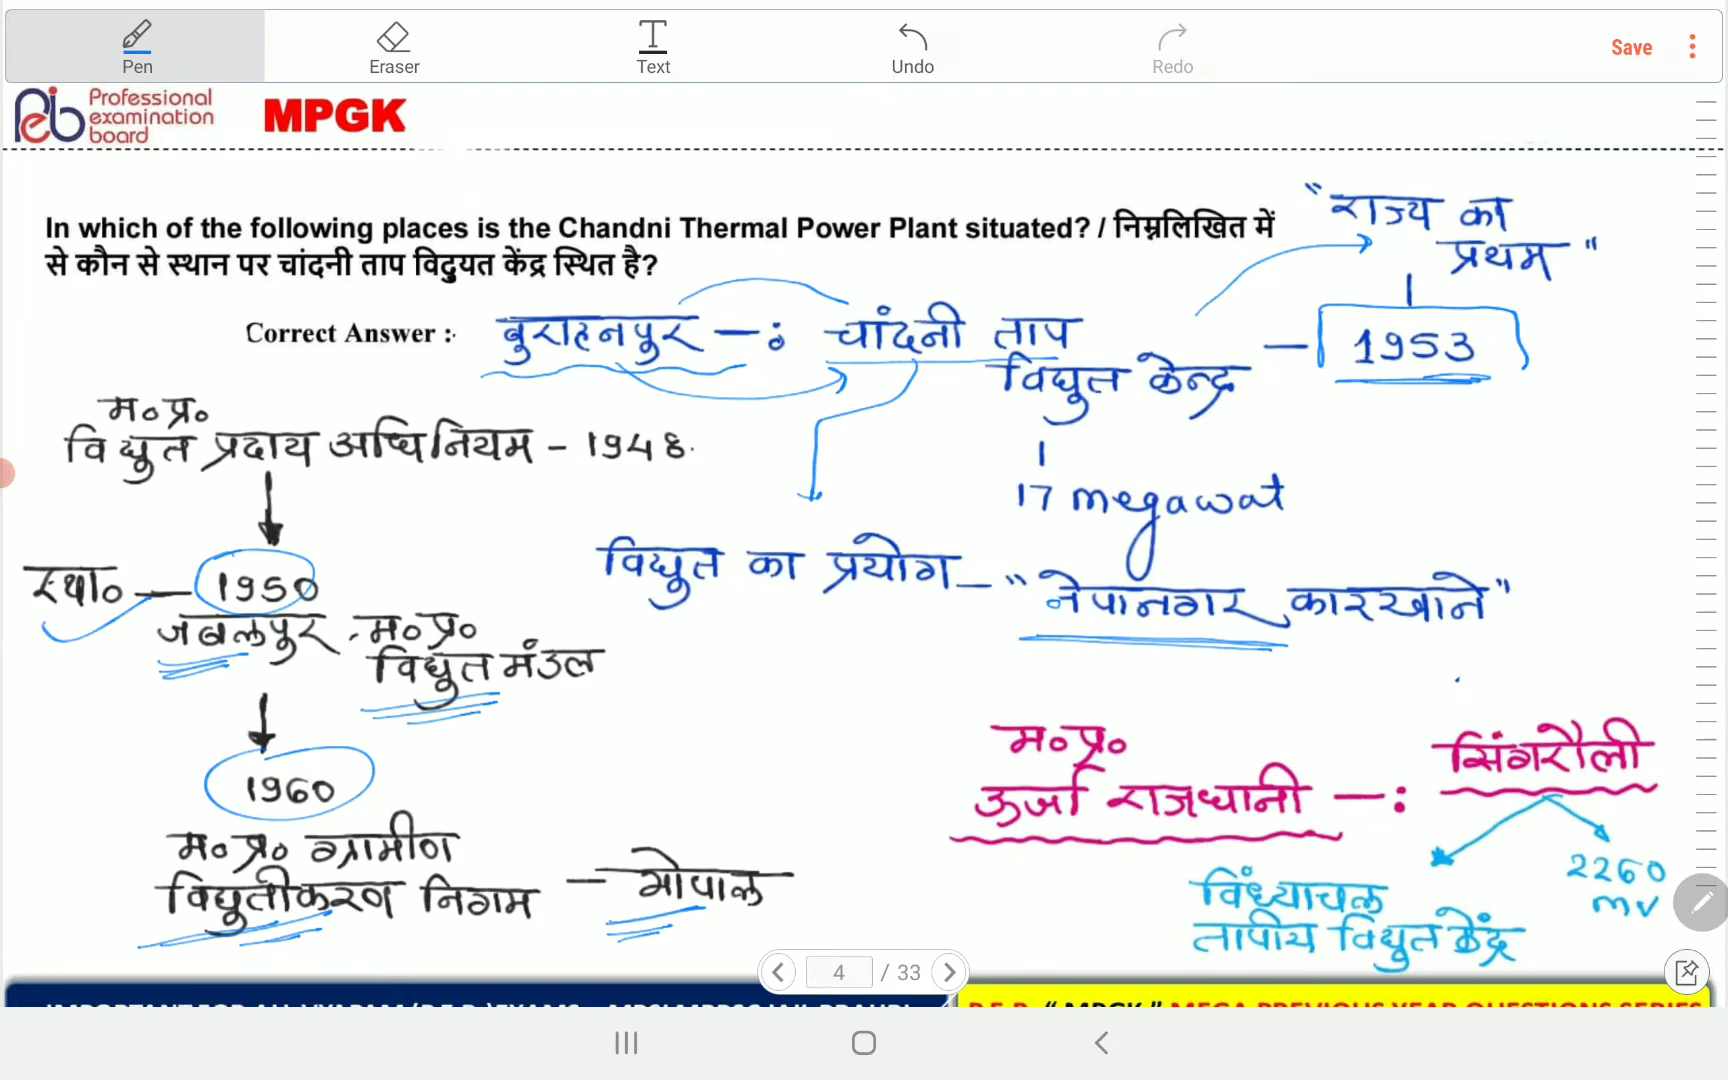 Pen
Eraser
Text
Undo
Redo
Save
Professional
examination
board
Peb
MPGK
In which of the following places is the Chandni Thermal Power Plant situated? / निम्नलिखित में
से कौन से स्थान पर चांदनी ताप विदुयत केंद्र स्थित है?
"राज्य का
प्रथम"
Correct Answer :-
बुराहनपुर -: चांदनी ताप
विद्युत केन्द्र - 1953
म०प्र०
विद्युत प्रदाय अधिनियम - 1948.
17 megawat
विद्युत का प्रयोग - "नेपानगर कारखाने"
स्था० - 1950
जबलपुर - म०प्र०
विद्युत मंडल
1960
म०प्र० ग्रामीण
विद्युतीकरण निगम - भोपाल
म०प्र०
ऊर्जा राजधानी -: सिंगरौली
विंध्याचल
तापीय विद्युत केंद्र
2260
mv
4 / 33